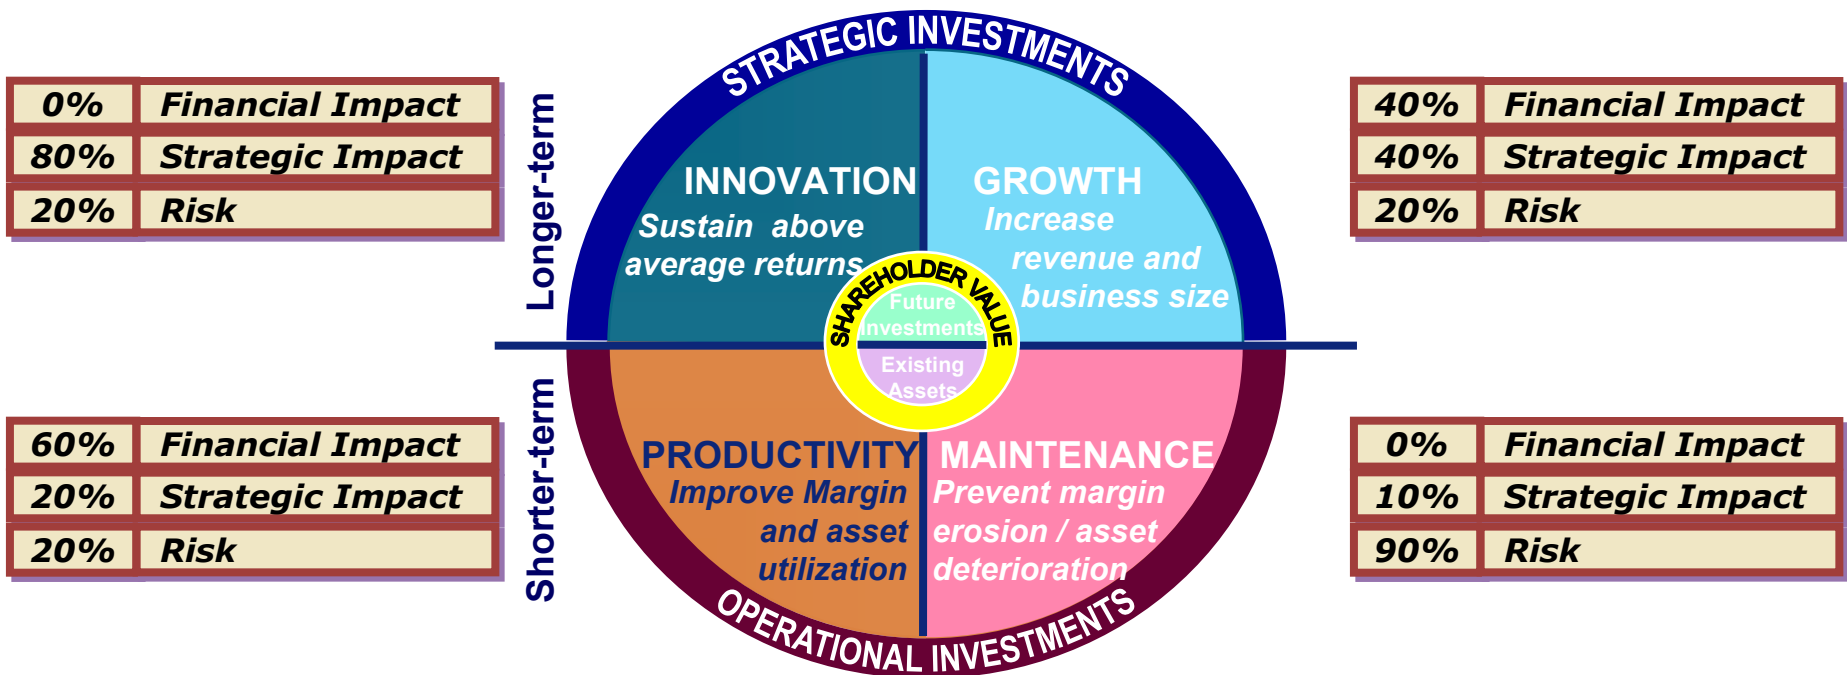 STRATEGIC INVESTMENTS
0% Financial Impact
80% Strategic Impact
20% Risk
Longer-term
INNOVATION
Sustain above
average returns
GROWTH
Increase
revenue and
business size
40% Financial Impact
40% Strategic Impact
20% Risk
SHAREHOLDER VALUE
Future
Investments
Existing
Assets
60% Financial Impact
20% Strategic Impact
20% Risk
Shorter-term
PRODUCTIVITY
Improve Margin
and asset
utilization
MAINTENANCE
Prevent margin
erosion / asset
deterioration
0% Financial Impact
10% Strategic Impact
90% Risk
OPERATIONAL INVESTMENTS